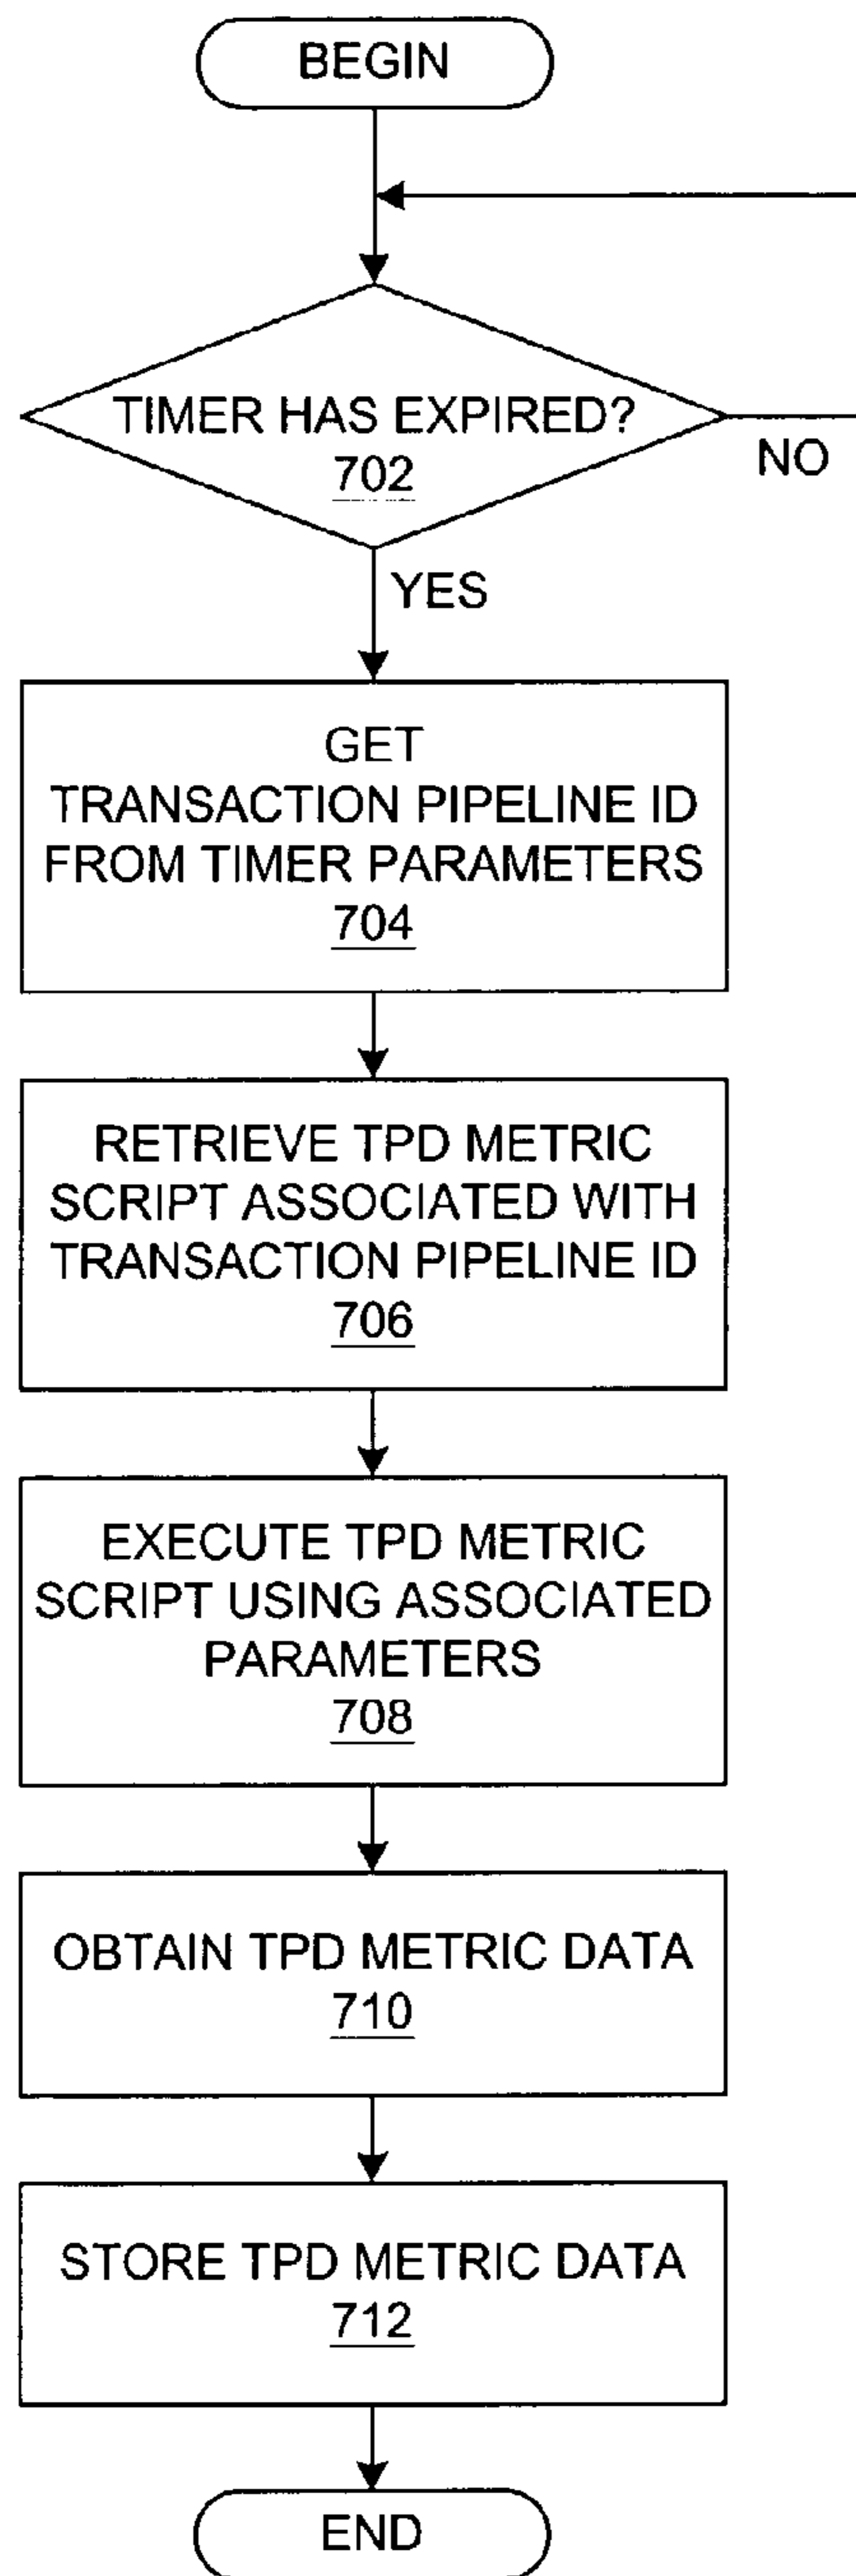 BEGIN
TIMER HAS EXPIRED?
702
NO
YES
GET
TRANSACTION PIPELINE ID
FROM TIMER PARAMETERS
704
RETRIEVE TPD METRIC
SCRIPT ASSOCIATED WITH
TRANSACTION PIPELINE ID
706
EXECUTE TPD METRIC
SCRIPT USING ASSOCIATED
PARAMETERS
708
OBTAIN TPD METRIC DATA
710
STORE TPD METRIC DATA
712
END